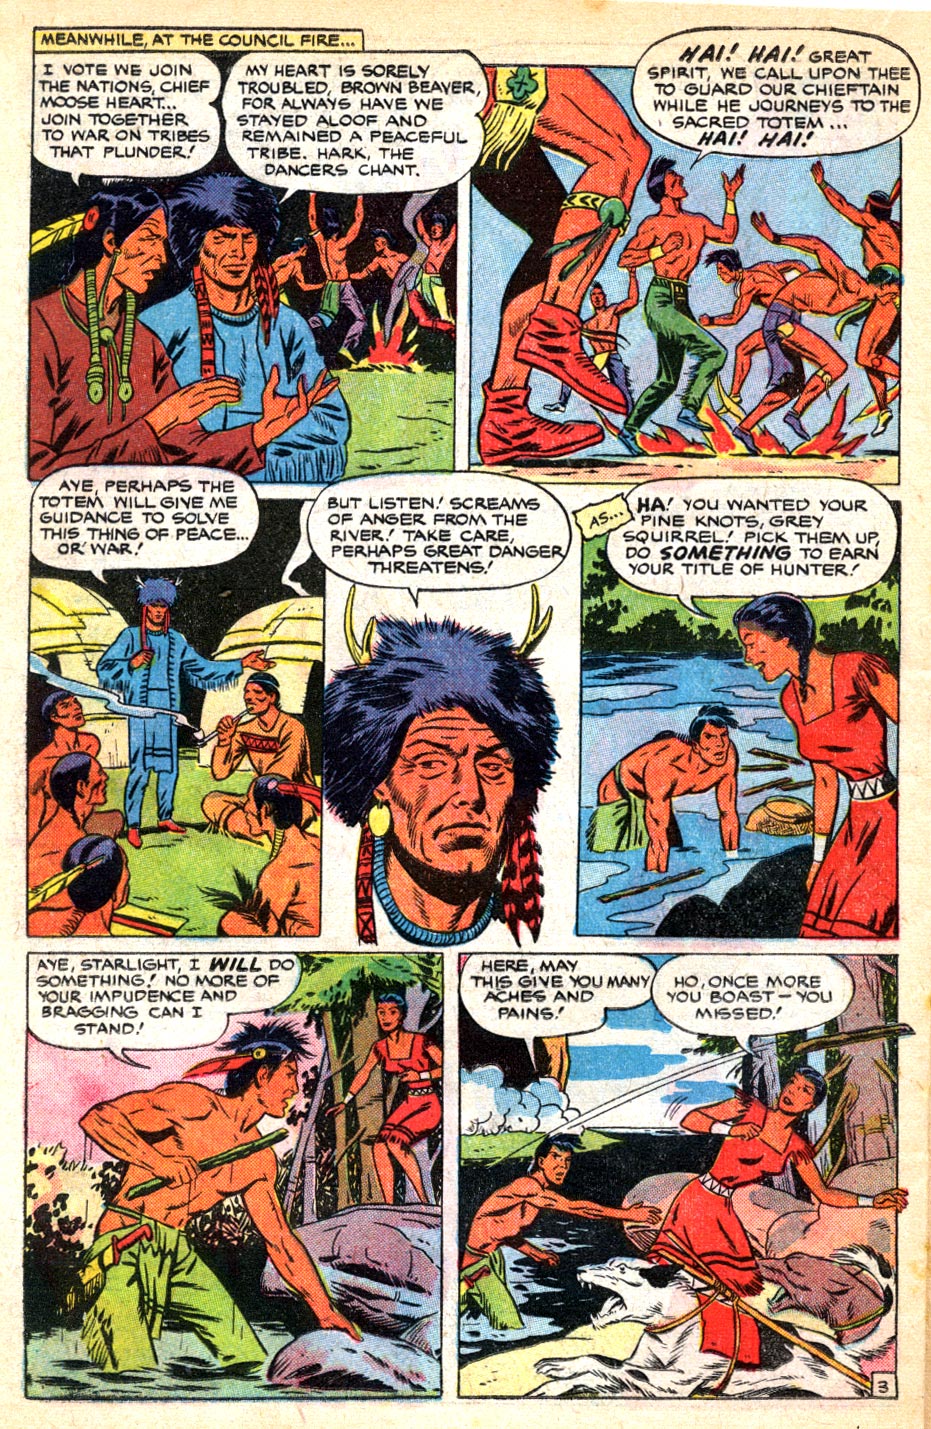 MEANWHILE, AT THE COUNCIL FIRE...
I VOTE WE JOIN
THE NATIONS, CHIEF
MOOSE HEART...
JOIN TOGETHER
TO WAR ON TRIBES
THAT PLUNDER!
MY HEART IS SORELY
TROUBLED, BROWN BEAVER,
FOR ALWAYS HAVE WE
STAYED ALOOF AND
REMAINED A PEACEFUL
TRIBE. HARK, THE
DANCERS CHANT.
HAI! HAI! GREAT
SPIRIT, WE CALL UPON THEE
TO GUARD OUR CHIEFTAIN
WHILE HE JOURNEYS TO THE
SACRED TOTEM...
HAI! HAI!
AYE, PERHAPS THE
TOTEM WILL GIVE ME
GUIDANCE TO SOLVE
THIS THING OF PEACE...
OR WAR!
BUT LISTEN! SCREAMS
OF ANGER FROM THE
RIVER! TAKE CARE,
PERHAPS GREAT DANGER
THREATENS!
AS...
HA! YOU WANTED YOUR
PINE KNOTS, GREY
SQUIRREL! PICK THEM UP,
DO SOMETHING TO EARN
YOUR TITLE OF HUNTER!
AYE, STARLIGHT, I WILL DO
SOMETHING! NO MORE OF
YOUR IMPUDENCE AND
BRAGGING CAN I
STAND!
HERE, MAY
THIS GIVE YOU MANY
ACHES AND
PAINS!
HO, ONCE MORE
YOU BOAST—YOU
MISSED!
3